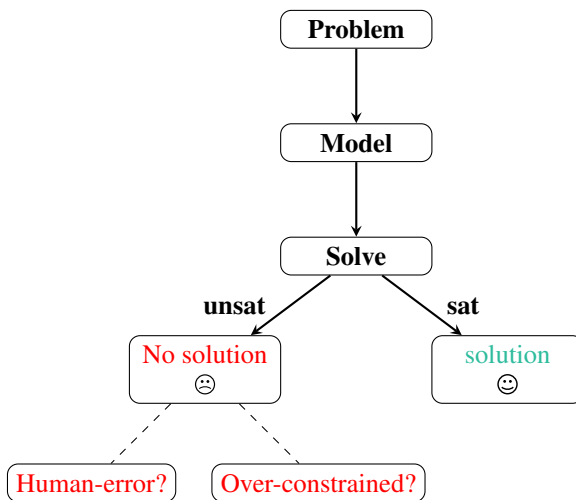 Problem
Model
Solve
unsat
sat
No solution
☹
solution
☺
Human-error?
Over-constrained?